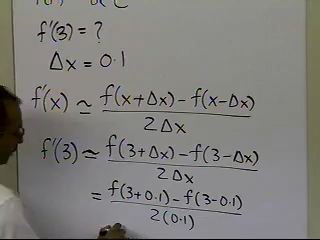 f'(3) = ?
Δx = 0.1
f'(x) ≃ f(x+Δx) - f(x-Δx) / 2Δx
f'(3) ≃ f(3+Δx) - f(3-Δx) / 2Δx
= f(3+0.1) - f(3-0.1) / 2(0.1)